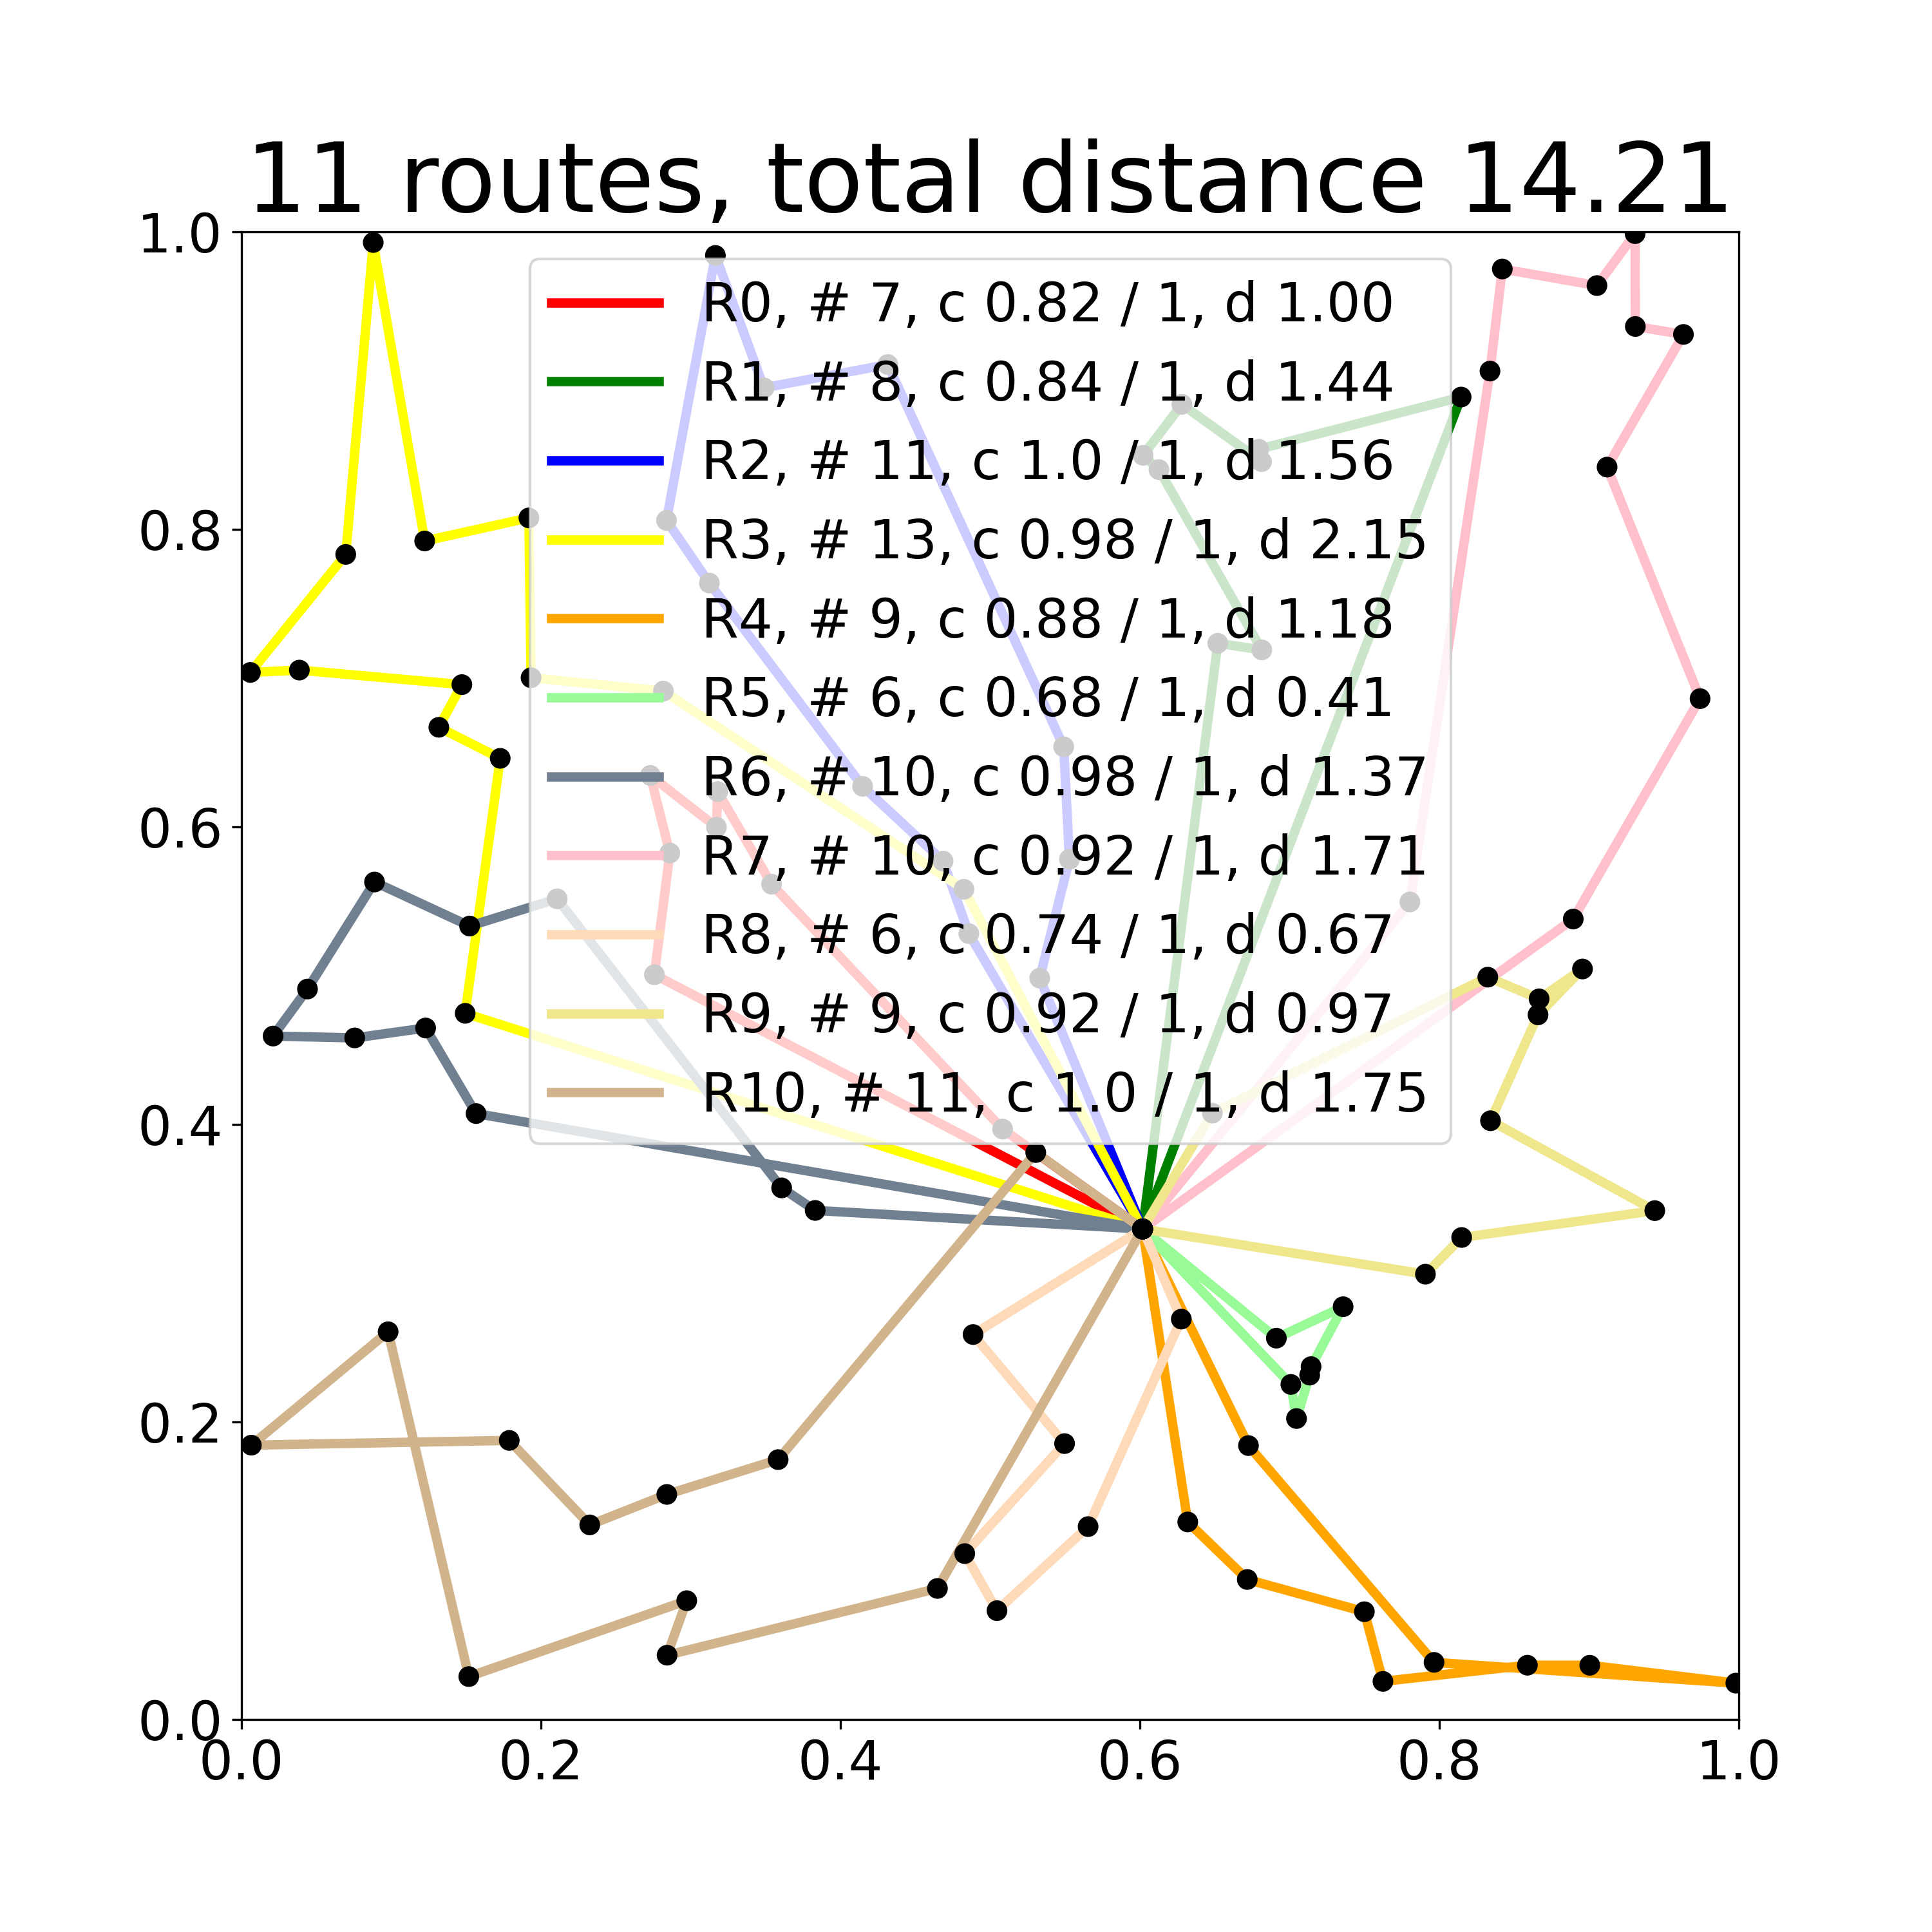 11 routes, total distance 14.21
1.0
0.8
0.6
0.4
0.2
0.0
R0, # 7, c 0.82 / 1, d 1.00
R1, # 8, c 0.84 / 1, d 1.44
R2, # 11, c 1.0 / 1, d 1.56
R3, # 13, c 0.98 / 1, d 2.15
R4, # 9, c 0.88 / 1, d 1.18
R5, # 6, c 0.68 / 1, d 0.41
R6, # 10, c 0.98 / 1, d 1.37
R7, # 10, c 0.92 / 1, d 1.71
R8, # 6, c 0.74 / 1, d 0.67
R9, # 9, c 0.92 / 1, d 0.97
R10, # 11, c 1.0 / 1, d 1.75
0.0 0.2 0.4 0.6 0.8 1.0